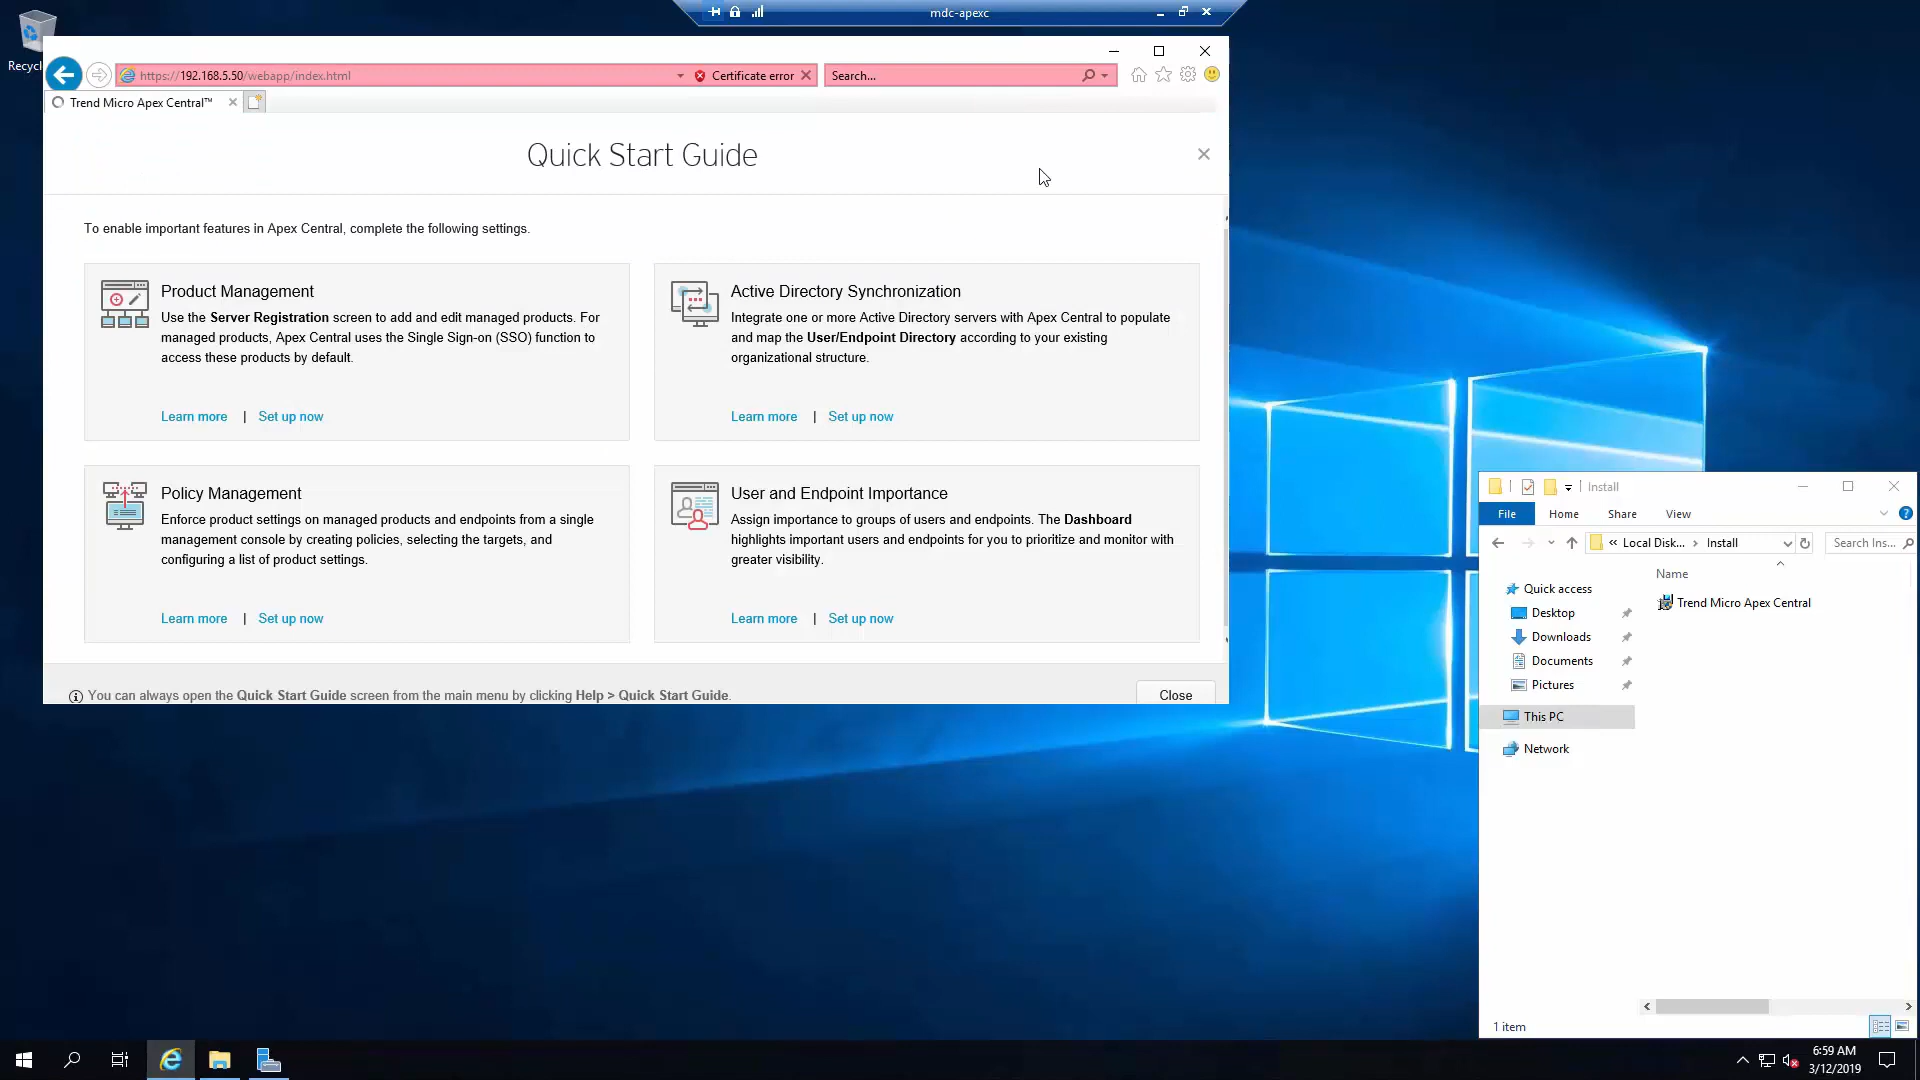 mdc-apexc
Recyc
https://192.168.5.50/webapp/index.html
Certificate error
Search...
Trend Micro Apex Central™
Quick Start Guide
To enable important features in Apex Central, complete the following settings.
Product Management
Use the Server Registration screen to add and edit managed products. For
managed products, Apex Central uses the Single Sign-on (SSO) function to
access these products by default.
Learn more | Set up now
Active Directory Synchronization
Integrate one or more Active Directory servers with Apex Central to populate
and map the User/Endpoint Directory according to your existing
organizational structure.
Learn more | Set up now
Policy Management
Enforce product settings on managed products and endpoints from a single
management console by creating policies, selecting the targets, and
configuring a list of product settings.
Learn more | Set up now
User and Endpoint Importance
Assign importance to groups of users and endpoints. The Dashboard
highlights important users and endpoints for you to prioritize and monitor with
greater visibility.
Learn more | Set up now
You can always open the Quick Start Guide screen from the main menu by clicking Help > Quick Start Guide.
Close
Install
File Home Share View
« Local Disk... > Install
Search Ins...
Name
Trend Micro Apex Central
Quick access
Desktop
Downloads
Documents
Pictures
This PC
Network
1 item
6:59 AM
3/12/2019